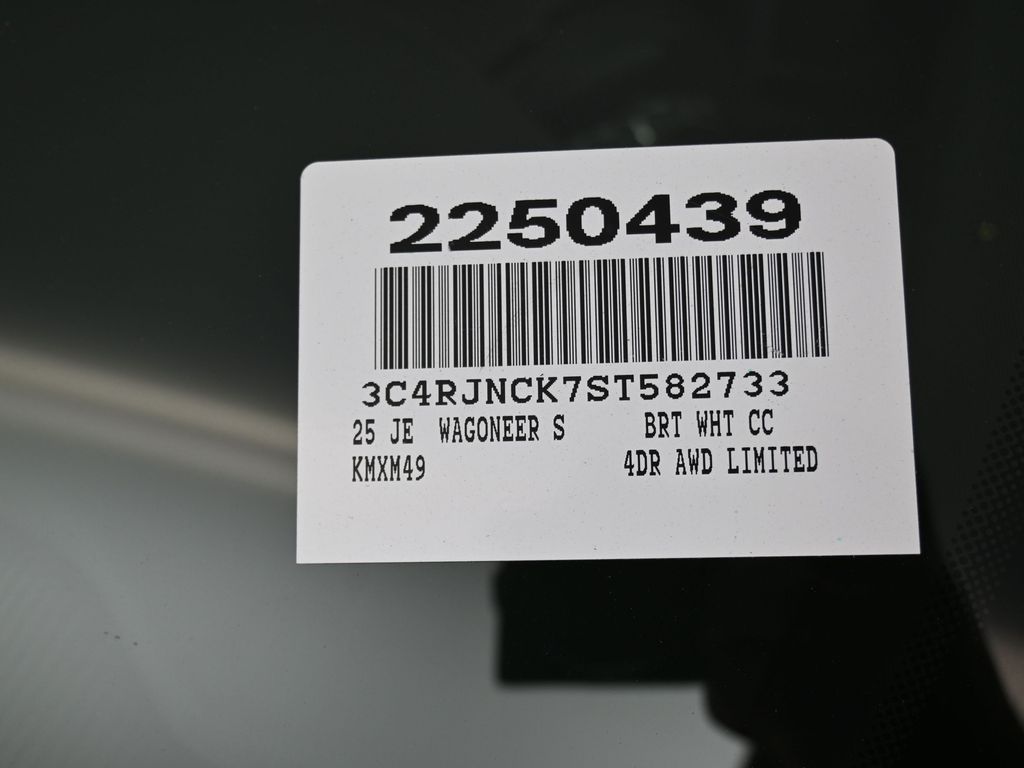 2250439
3C4RJNCK7ST582733
25 JE WAGONEER S BRT WHT CC
KMXM49 4DR AWD LIMITED